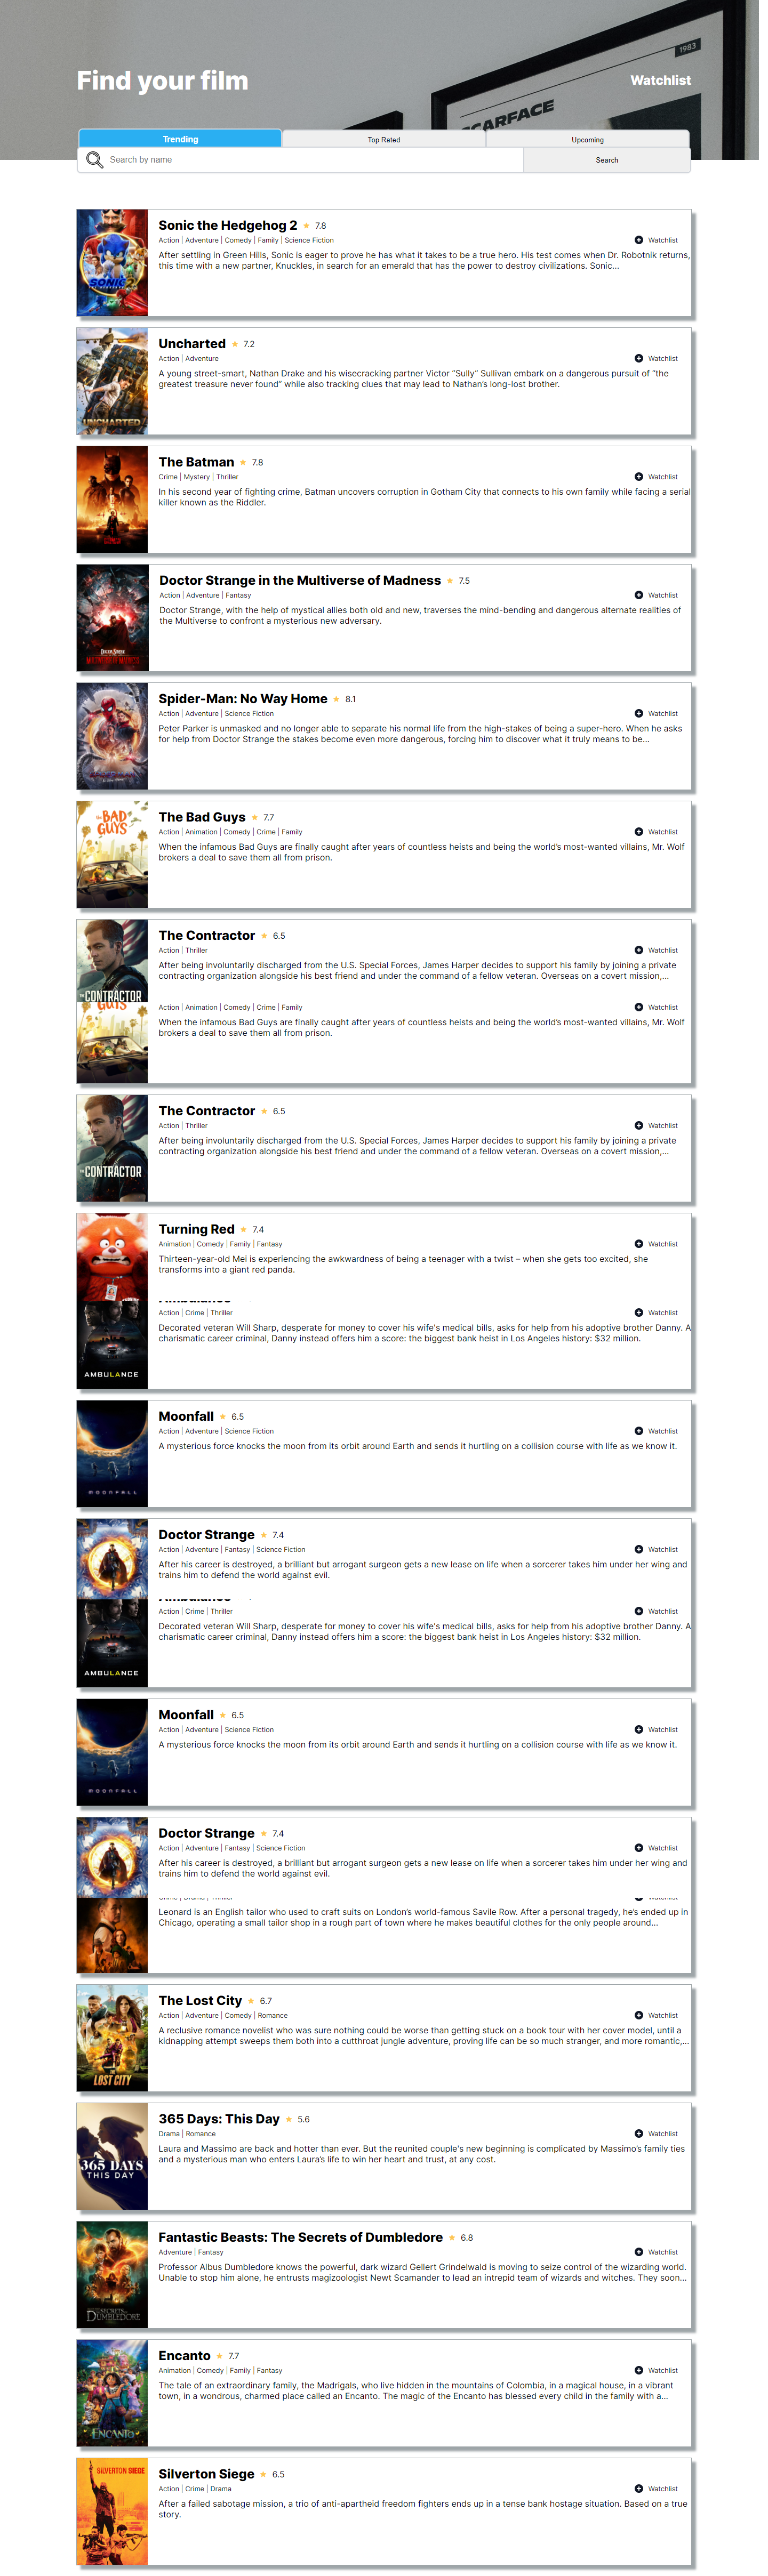 1983
SCARFACE
Find your film
Watchlist
Trending
Top Rated
Upcoming
Search by name
Search
Sonic the Hedgehog 2 ★ 7.8
Action | Adventure | Comedy | Family | Science Fiction
Watchlist
After settling in Green Hills, Sonic is eager to prove he has what it takes to be a true hero. His test comes when Dr. Robotnik returns,
this time with a new partner, Knuckles, in search for an emerald that has the power to destroy civilizations. Sonic...
SONIC 2
Uncharted ★ 7.2
Action | Adventure
Watchlist
A young street-smart, Nathan Drake and his wisecracking partner Victor “Sully” Sullivan embark on a dangerous pursuit of “the
greatest treasure never found” while also tracking clues that may lead to Nathan’s long-lost brother.
UNCHARTED
The Batman ★ 7.8
Crime | Mystery | Thriller
Watchlist
In his second year of fighting crime, Batman uncovers corruption in Gotham City that connects to his own family while facing a serial
killer known as the Riddler.
Doctor Strange in the Multiverse of Madness ★ 7.5
Action | Adventure | Fantasy
Watchlist
Doctor Strange, with the help of mystical allies both old and new, traverses the mind-bending and dangerous alternate realities of
the Multiverse to confront a mysterious new adversary.
DOCTOR STRANGE
MULTIVERSE OF MADNESS
Spider-Man: No Way Home ★ 8.1
Action | Adventure | Science Fiction
Watchlist
Peter Parker is unmasked and no longer able to separate his normal life from the high-stakes of being a super-hero. When he asks
for help from Doctor Strange the stakes become even more dangerous, forcing him to discover what it truly means to be...
The Bad Guys ★ 7.7
Action | Animation | Comedy | Crime | Family
Watchlist
When the infamous Bad Guys are finally caught after years of countless heists and being the world’s most-wanted villains, Mr. Wolf
brokers a deal to save them all from prison.
THE BAD
GUYS
The Contractor ★ 6.5
Action | Thriller
Watchlist
After being involuntarily discharged from the U.S. Special Forces, James Harper decides to support his family by joining a private
contracting organization alongside his best friend and under the command of a fellow veteran. Overseas on a covert mission,...
THE CONTRACTOR
GUYS
Action | Animation | Comedy | Crime | Family
Watchlist
When the infamous Bad Guys are finally caught after years of countless heists and being the world’s most-wanted villains, Mr. Wolf
brokers a deal to save them all from prison.
The Contractor ★ 6.5
Action | Thriller
Watchlist
After being involuntarily discharged from the U.S. Special Forces, James Harper decides to support his family by joining a private
contracting organization alongside his best friend and under the command of a fellow veteran. Overseas on a covert mission,...
THE CONTRACTOR
Turning Red ★ 7.4
Animation | Comedy | Family | Fantasy
Watchlist
Thirteen-year-old Mei is experiencing the awkwardness of being a teenager with a twist – when she gets too excited, she
transforms into a giant red panda.
Ambulance
Action | Crime | Thriller
Watchlist
Decorated veteran Will Sharp, desperate for money to cover his wife's medical bills, asks for help from his adoptive brother Danny. A
charismatic career criminal, Danny instead offers him a score: the biggest bank heist in Los Angeles history: $32 million.
AMBULANCE
Moonfall ★ 6.5
Action | Adventure | Science Fiction
Watchlist
A mysterious force knocks the moon from its orbit around Earth and sends it hurtling on a collision course with life as we know it.
MOONFALL
Doctor Strange ★ 7.4
Action | Adventure | Fantasy | Science Fiction
Watchlist
After his career is destroyed, a brilliant but arrogant surgeon gets a new lease on life when a sorcerer takes him under her wing and
trains him to defend the world against evil.
Ambulance
Action | Crime | Thriller
Watchlist
Decorated veteran Will Sharp, desperate for money to cover his wife's medical bills, asks for help from his adoptive brother Danny. A
charismatic career criminal, Danny instead offers him a score: the biggest bank heist in Los Angeles history: $32 million.
AMBULANCE
Moonfall ★ 6.5
Action | Adventure | Science Fiction
Watchlist
A mysterious force knocks the moon from its orbit around Earth and sends it hurtling on a collision course with life as we know it.
MOONFALL
Doctor Strange ★ 7.4
Action | Adventure | Fantasy | Science Fiction
Watchlist
After his career is destroyed, a brilliant but arrogant surgeon gets a new lease on life when a sorcerer takes him under her wing and
trains him to defend the world against evil.
Crime | Drama | Thriller
Watchlist
Leonard is an English tailor who used to craft suits on London’s world-famous Savile Row. After a personal tragedy, he’s ended up in
Chicago, operating a small tailor shop in a rough part of town where he makes beautiful clothes for the only people around...
The Lost City ★ 6.7
Action | Adventure | Comedy | Romance
Watchlist
A reclusive romance novelist who was sure nothing could be worse than getting stuck on a book tour with her cover model, until a
kidnapping attempt sweeps them both into a cutthroat jungle adventure, proving life can be so much stranger, and more romantic,...
THE
LOST CITY
365 Days: This Day ★ 5.6
Drama | Romance
Watchlist
Laura and Massimo are back and hotter than ever. But the reunited couple's new beginning is complicated by Massimo’s family ties
and a mysterious man who enters Laura’s life to win her heart and trust, at any cost.
365 DAYS
THIS DAY
Fantastic Beasts: The Secrets of Dumbledore ★ 6.8
Adventure | Fantasy
Watchlist
Professor Albus Dumbledore knows the powerful, dark wizard Gellert Grindelwald is moving to seize control of the wizarding world.
Unable to stop him alone, he entrusts magizoologist Newt Scamander to lead an intrepid team of wizards and witches. They soon...
SECRETS
DUMBLEDORE
Encanto ★ 7.7
Animation | Comedy | Family | Fantasy
Watchlist
The tale of an extraordinary family, the Madrigals, who live hidden in the mountains of Colombia, in a magical house, in a vibrant
town, in a wondrous, charmed place called an Encanto. The magic of the Encanto has blessed every child in the family with a...
ENCANTO
Silverton Siege ★ 6.5
Action | Crime | Drama
Watchlist
After a failed sabotage mission, a trio of anti-apartheid freedom fighters ends up in a tense bank hostage situation. Based on a true
story.
SILVERTON SIEGE